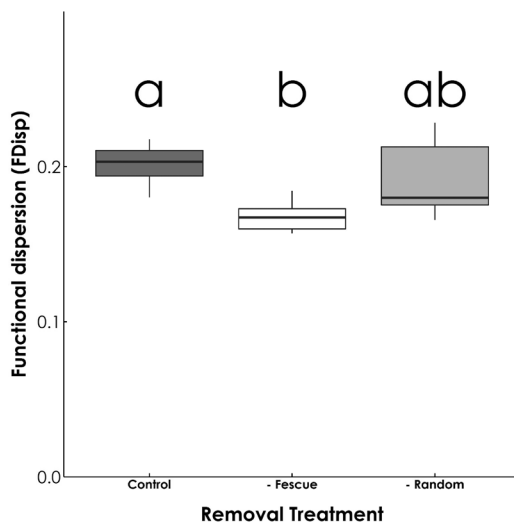 Functional dispersion (FDisp)
a b ab
0.2
0.1
0.0
Control - Fescue - Random
Removal Treatment